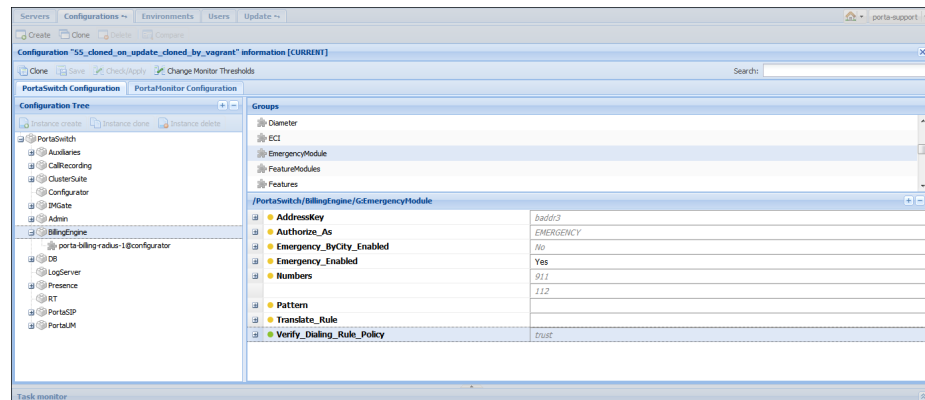 Servers Configurations Environments Users Update porta-support
Create Clone Delete Compare
Configuration "55_cloned_on_update_cloned_by_vagrant" information [CURRENT]
Clone Save Check/Apply Change Monitor Thresholds Search:
PortaSwitch Configuration PortaMonitor Configuration
Configuration Tree
Instance create Instance clone Instance delete
PortaSwitch
Auxiliaries
CallRecording
ClusterSuite
Configurator
IMGate
Admin
BillingEngine
porta-billing-radius-1@configurator
DB
LogServer
Presence
RT
PortaSIP
PortaUM
Groups
Diameter
ECI
EmergencyModule
FeatureModules
Features
/PortaSwitch/BillingEngine/G:EmergencyModule
AddressKey baddr3
Authorize_As EMERGENCY
Emergency_ByCity_Enabled No
Emergency_Enabled Yes
Numbers 911
112
Pattern
Translate_Rule
Verify_Dialing_Rule_Policy trust
Task monitor